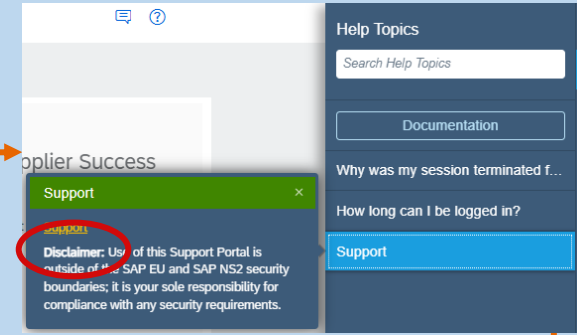 Help Topics
Search Help Topics
Documentation
pplier Success
Why was my session terminated f...
Support
How long can I be logged in?
Support
Support
Disclaimer: Use of this Support Portal is
outside of the SAP EU and SAP NS2 security
boundaries; it is your sole responsibility for
compliance with any security requirements.